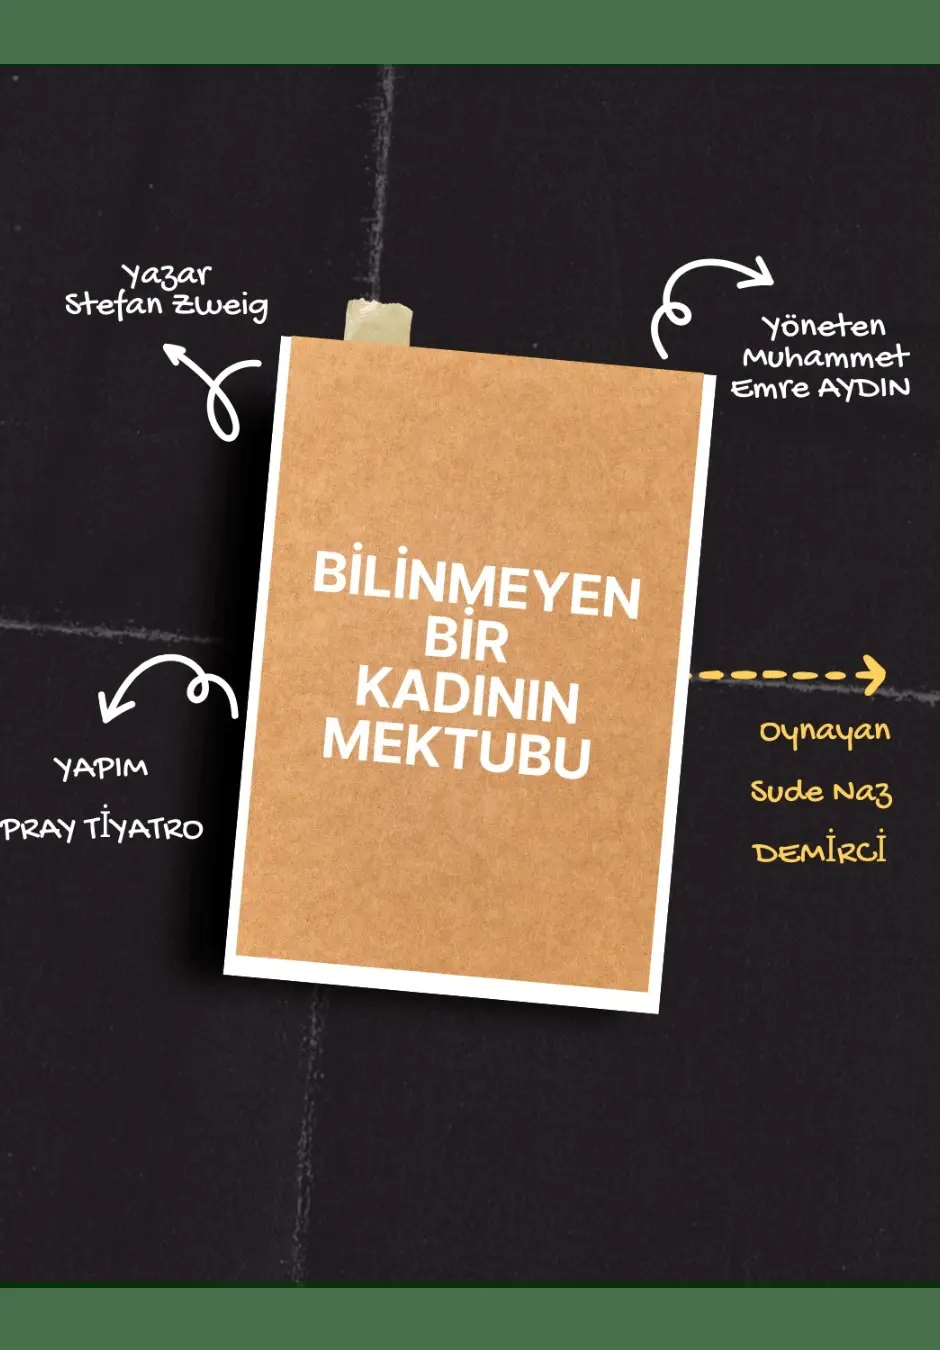 Yazar
Stefan Zweig
Yöneten
Muhammet
Emre AYDIN
BİLİNMEYEN
BİR
KADININ
MEKTUBU
YAPIM
PRAY TİYATRO
Oynayan
Sude Naz
DEMİRCİ